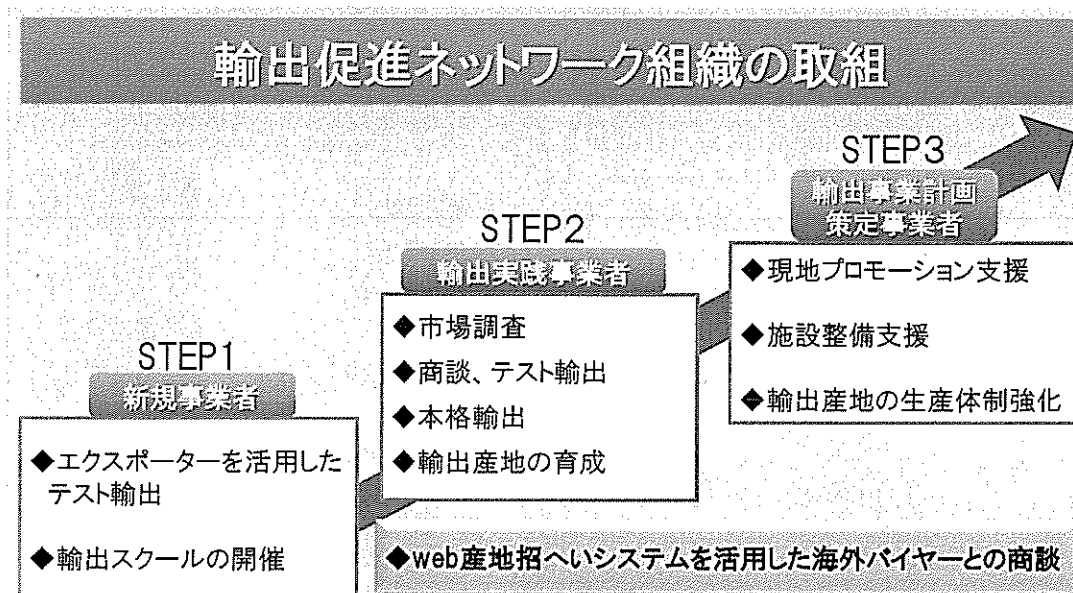 輸出促進ネットワーク組織の取組
STEP1
新規事業者
◆エクスポーターを活用した
テスト輸出
◆輸出スクールの開催
STEP2
輸出実践事業者
◆市場調査
◆商談、テスト輸出
◆本格輸出
◆輸出産地の育成
STEP3
輸出事業計画
策定事業者
◆現地プロモーション支援
◆施設整備支援
◆輸出産地の生産体制強化
◆web産地招へいシステムを活用した海外バイヤーとの商談